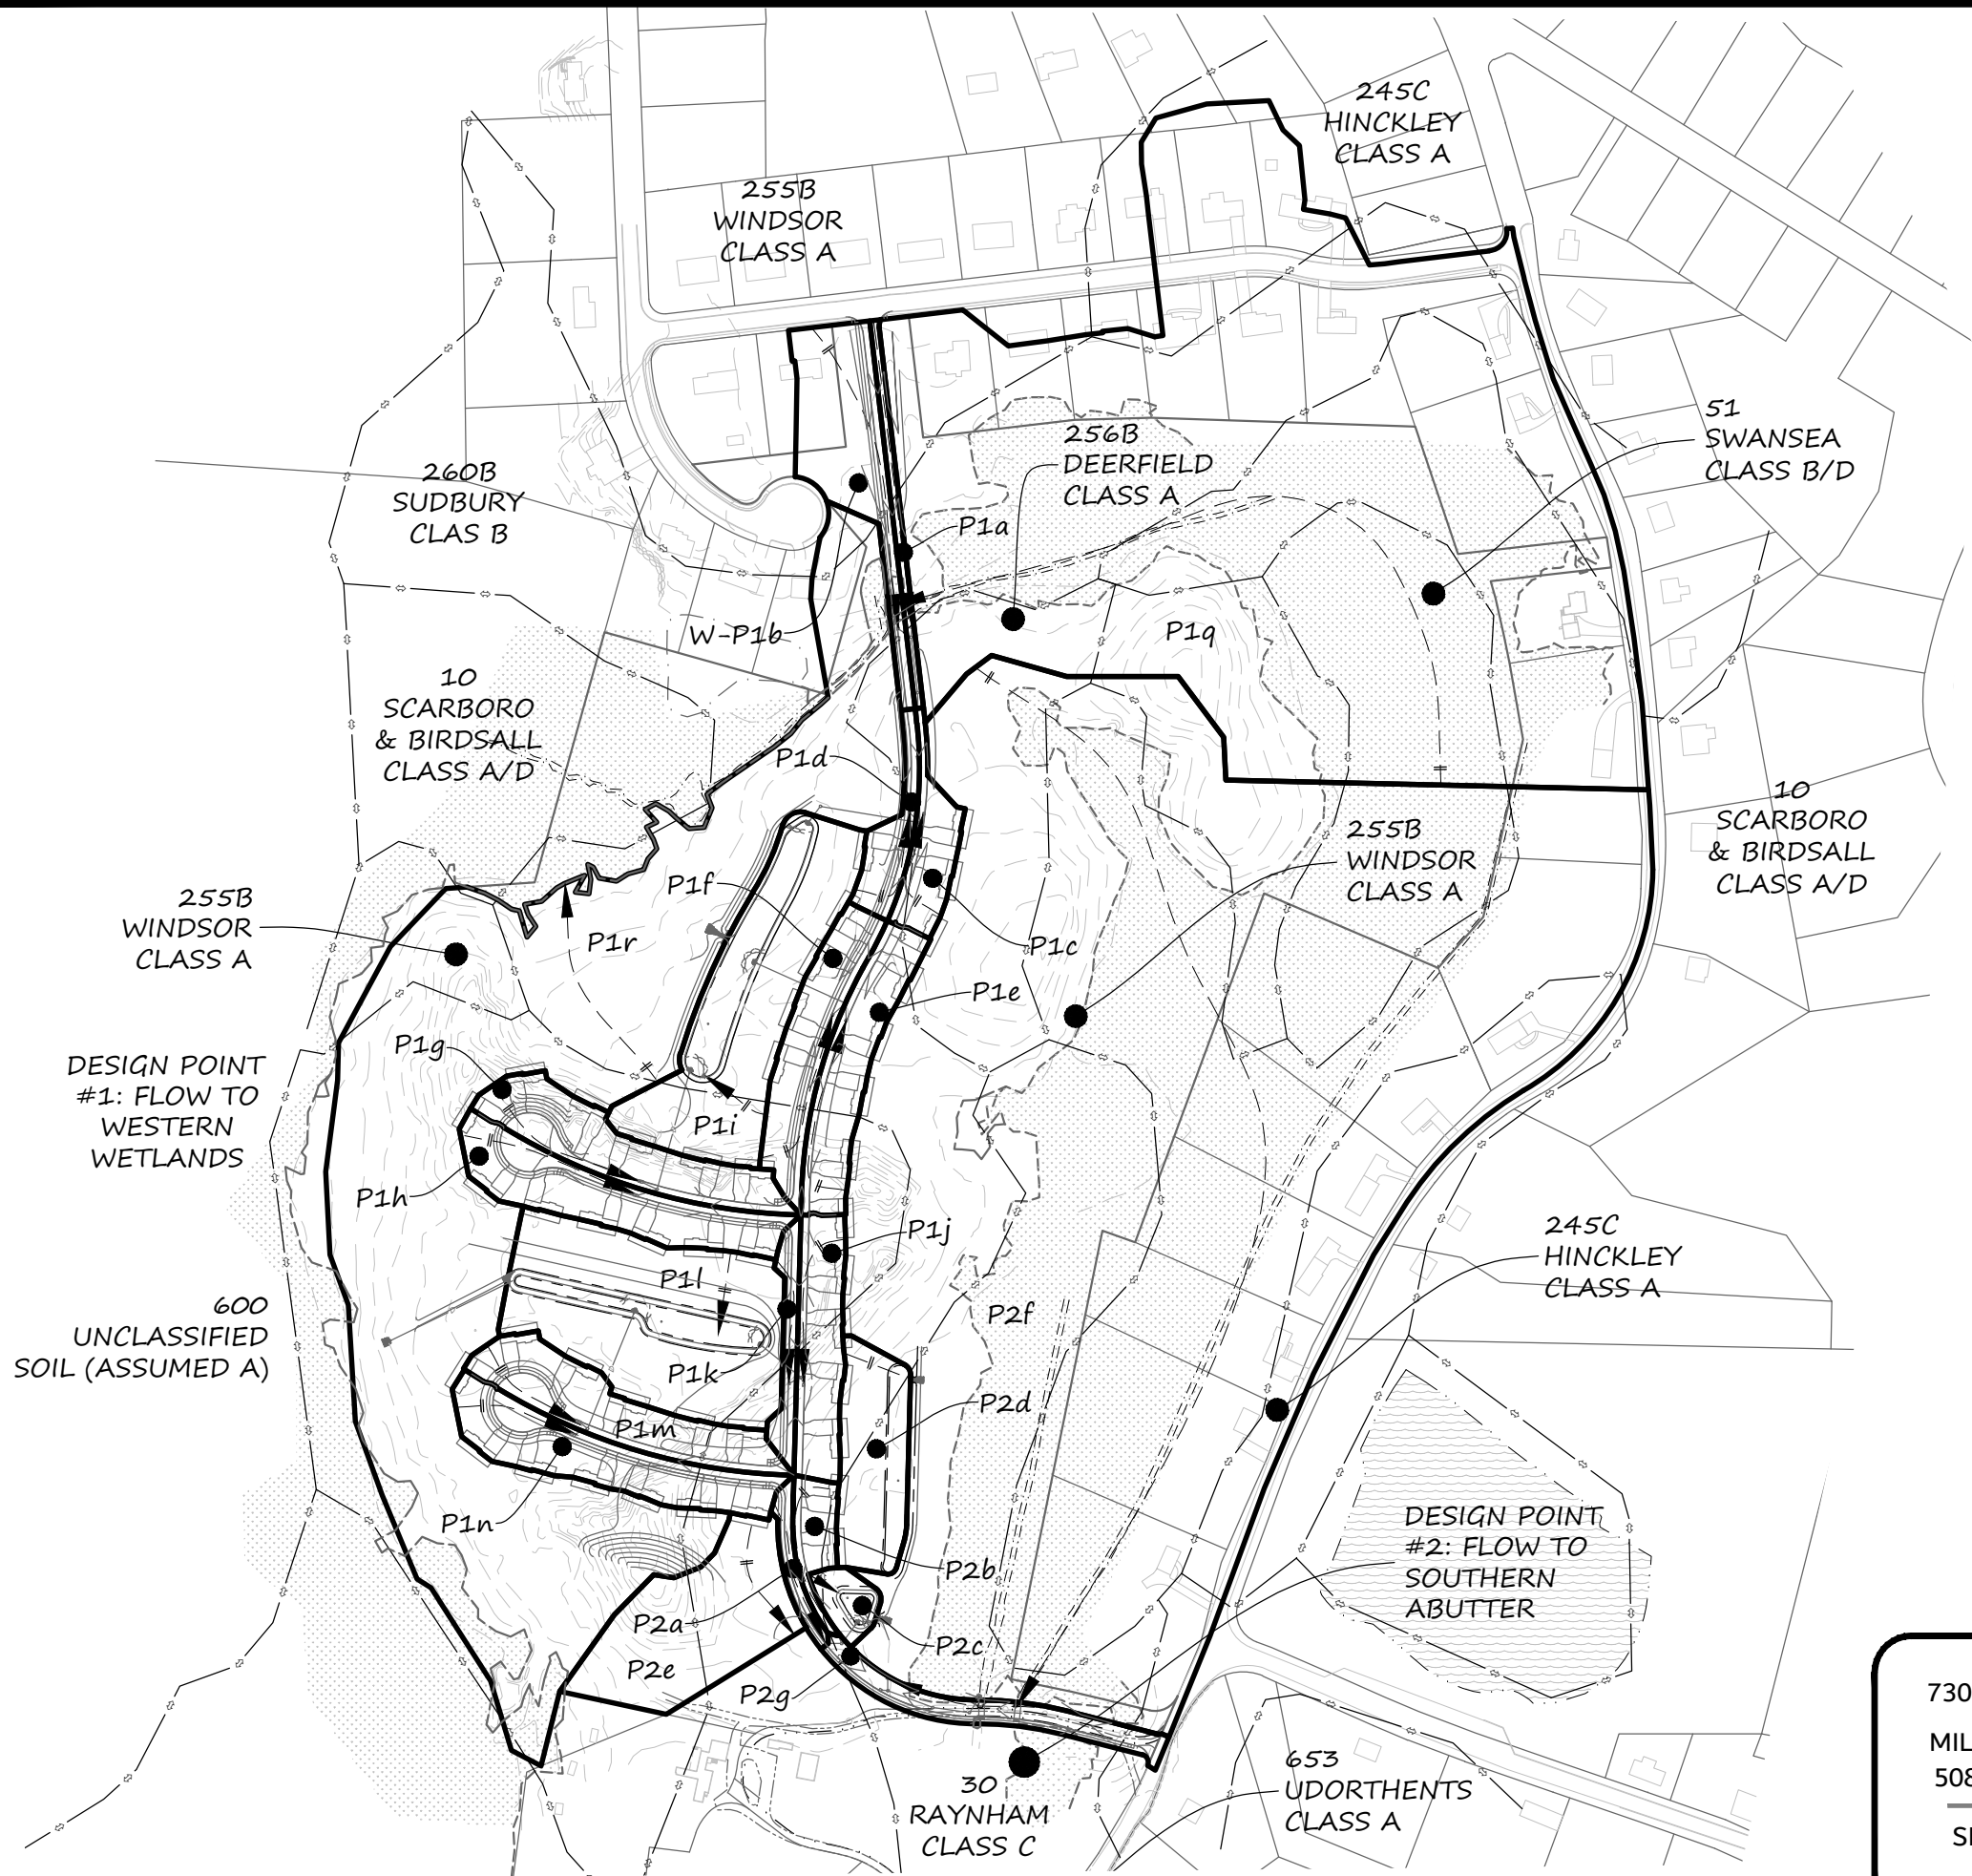 245C
HINCKLEY
CLASS A
255B
WINDSOR
CLASS A
51
SWANSEA
CLASS B/D
256B
DEERFIELD
CLASS A
260B
SUDBURY
CLAS B
P1a
W-P1b
P1q
10
SCARBORO
& BIRDSALL
CLASS A/D
P1d
10
SCARBORO
& BIRDSALL
CLASS A/D
255B
WINDSOR
CLASS A
P1f
255B
WINDSOR
CLASS A
P1r
P1c
P1e
P1g
DESIGN POINT
#1: FLOW TO
WESTERN
WETLANDS
P1i
P1h
P1j
245C
HINCKLEY
CLASS A
P1l
P2f
600
UNCLASSIFIED
SOIL (ASSUMED A)
P1k
P2d
P1m
P1n
DESIGN POINT
#2: FLOW TO
SOUTHERN
ABUTTER
P2b
P2a
P2c
P2e
P2g
730
MIL
508
30
RAYNHAM
CLASS C
653
UDORTHENTS
CLASS A